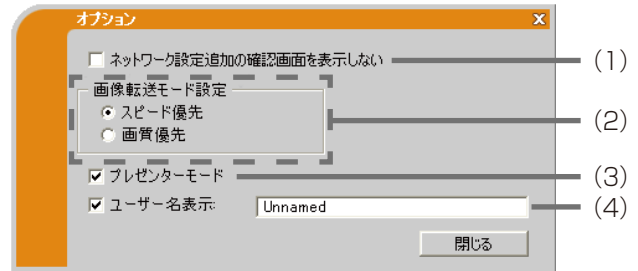 オプション
ネットワーク設定追加の確認画面を表示しない (1)
画像転送モード設定
スピード優先 (2)
画質優先
プレゼンターモード (3)
ユーザー名表示: Unnamed (4)
閉じる